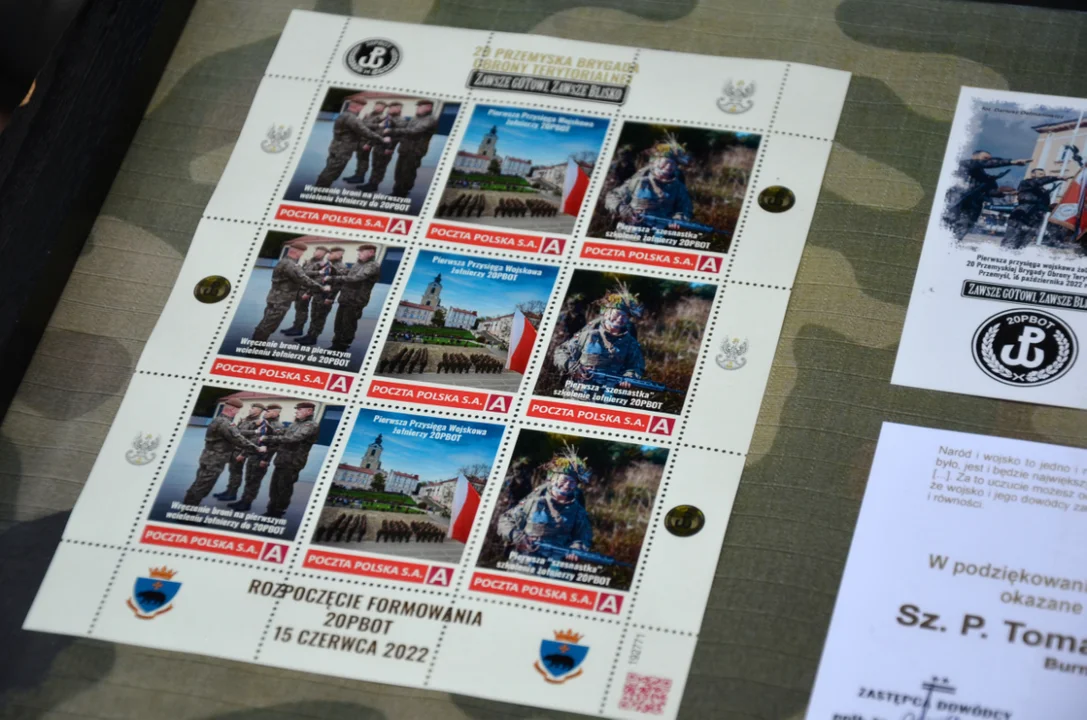 20 PRZEMYSKA BRYGADA
OBRONY TERYTORIALNEJ
ZAWSZE GOTOWI, ZAWSZE BLISKO
Wręczenie broni na pierwszym
wcieleniu żołnierzy do 20PBOT
POCZTA POLSKA S.A. A
Pierwsza Przysięga Wojskowa
żołnierzy 20PBOT
POCZTA POLSKA S.A. A
Pierwsza "szesnastka"
szkolenie żołnierzy 20PBOT
POCZTA POLSKA S.A. A
Wręczenie broni na pierwszym
wcieleniu żołnierzy do 20PBOT
POCZTA POLSKA S.A. A
Pierwsza Przysięga Wojskowa
żołnierzy 20PBOT
POCZTA POLSKA S.A. A
Pierwsza "szesnastka"
szkolenie żołnierzy 20PBOT
POCZTA POLSKA S.A. A
Wręczenie broni na pierwszym
wcieleniu żołnierzy do 20PBOT
POCZTA POLSKA S.A. A
Pierwsza Przysięga Wojskowa
żołnierzy 20PBOT
POCZTA POLSKA S.A. A
Pierwsza "szesnastka"
szkolenie żołnierzy 20PBOT
POCZTA POLSKA S.A. A
ROZPOCZĘCIE FORMOWANIA
20PBOT
15 CZERWCA 2022
192771
Pierwsza przysięga wojskowa
20 Przemyskiej Brygady Obrony Tery
Przemyśl, 16 października 2022
ZAWSZE GOTOWI, ZAWSZE BLIS
20PBOT
Naród i wojsko to jedno i
było, jest i będzie największ
[...] Za to uczucie możesz
że wojsko i jego dowódcy za
i równości.
W podziękowan
okazane
Sz. P. Toma
Burm
ZASTĘPCA DOWÓDCY